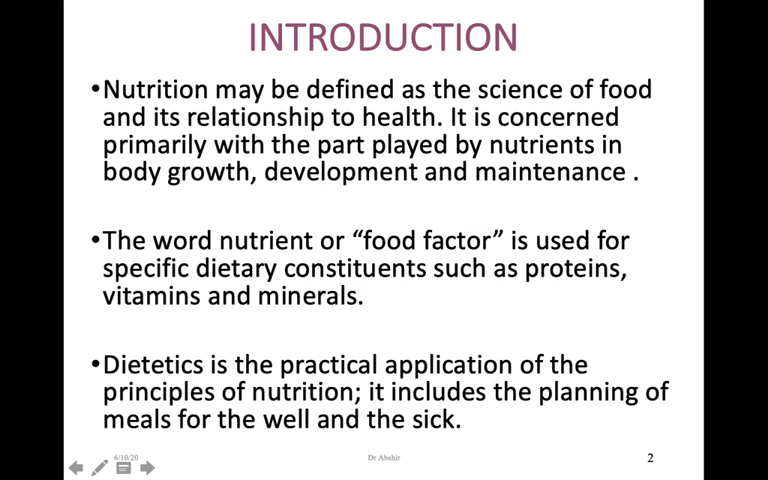 INTRODUCTION
•Nutrition may be defined as the science of food
and its relationship to health. It is concerned
primarily with the part played by nutrients in
body growth, development and maintenance .
•The word nutrient or “food factor” is used for
specific dietary constituents such as proteins,
vitamins and minerals.
•Dietetics is the practical application of the
principles of nutrition; it includes the planning of
meals for the well and the sick.
6/10/20
Dr Abshir
2